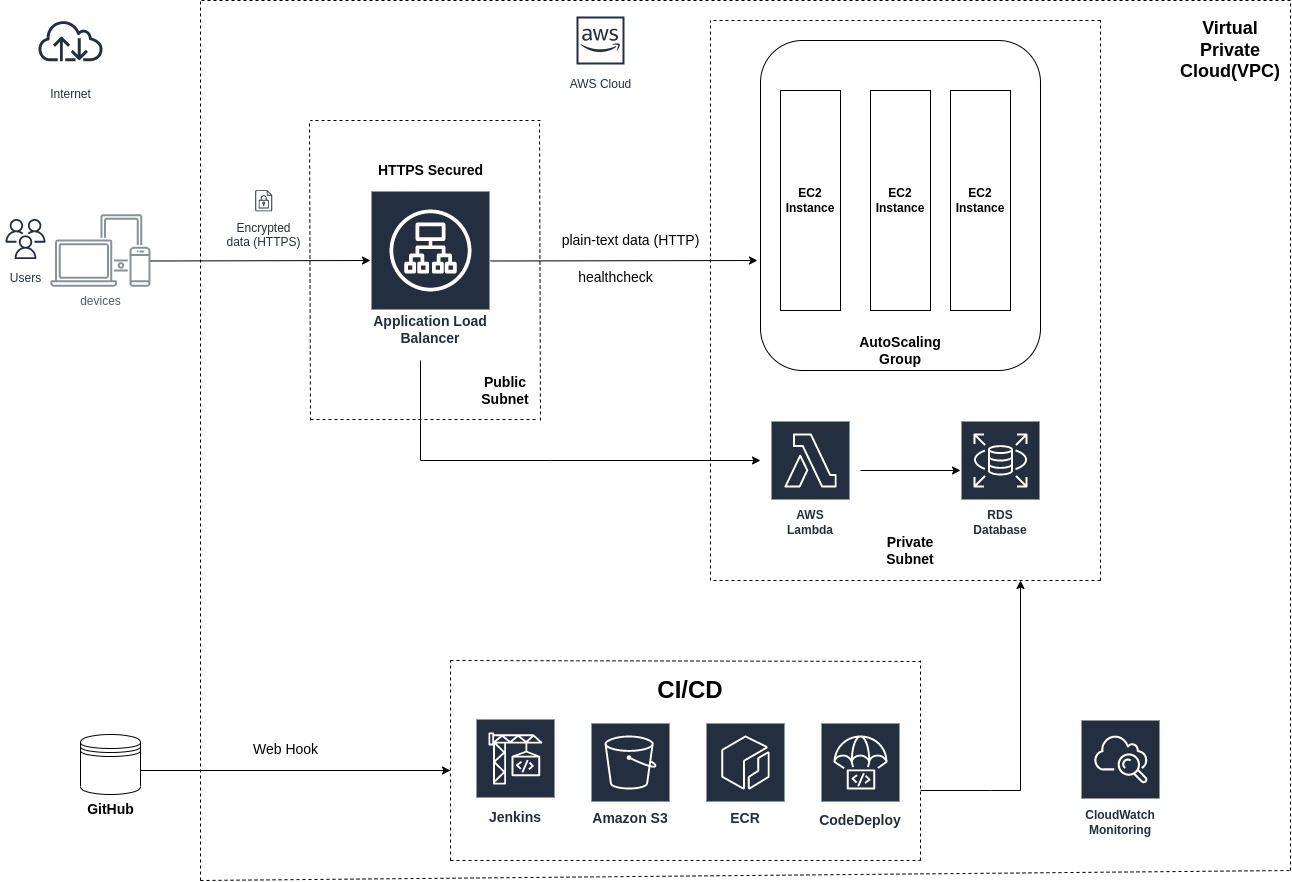 Internet
aws
AWS Cloud
Virtual
Private
Cloud(VPC)
HTTPS Secured
Encrypted
data (HTTPS)
Users
devices
Application Load
Balancer
Public
Subnet
plain-text data (HTTP)
healthcheck
EC2
Instance
EC2
Instance
EC2
Instance
AutoScaling
Group
AWS
Lambda
RDS
Database
Private
Subnet
CI/CD
Web Hook
GitHub
</>
Jenkins
Amazon S3
ECR
</>
CodeDeploy
CloudWatch
Monitoring